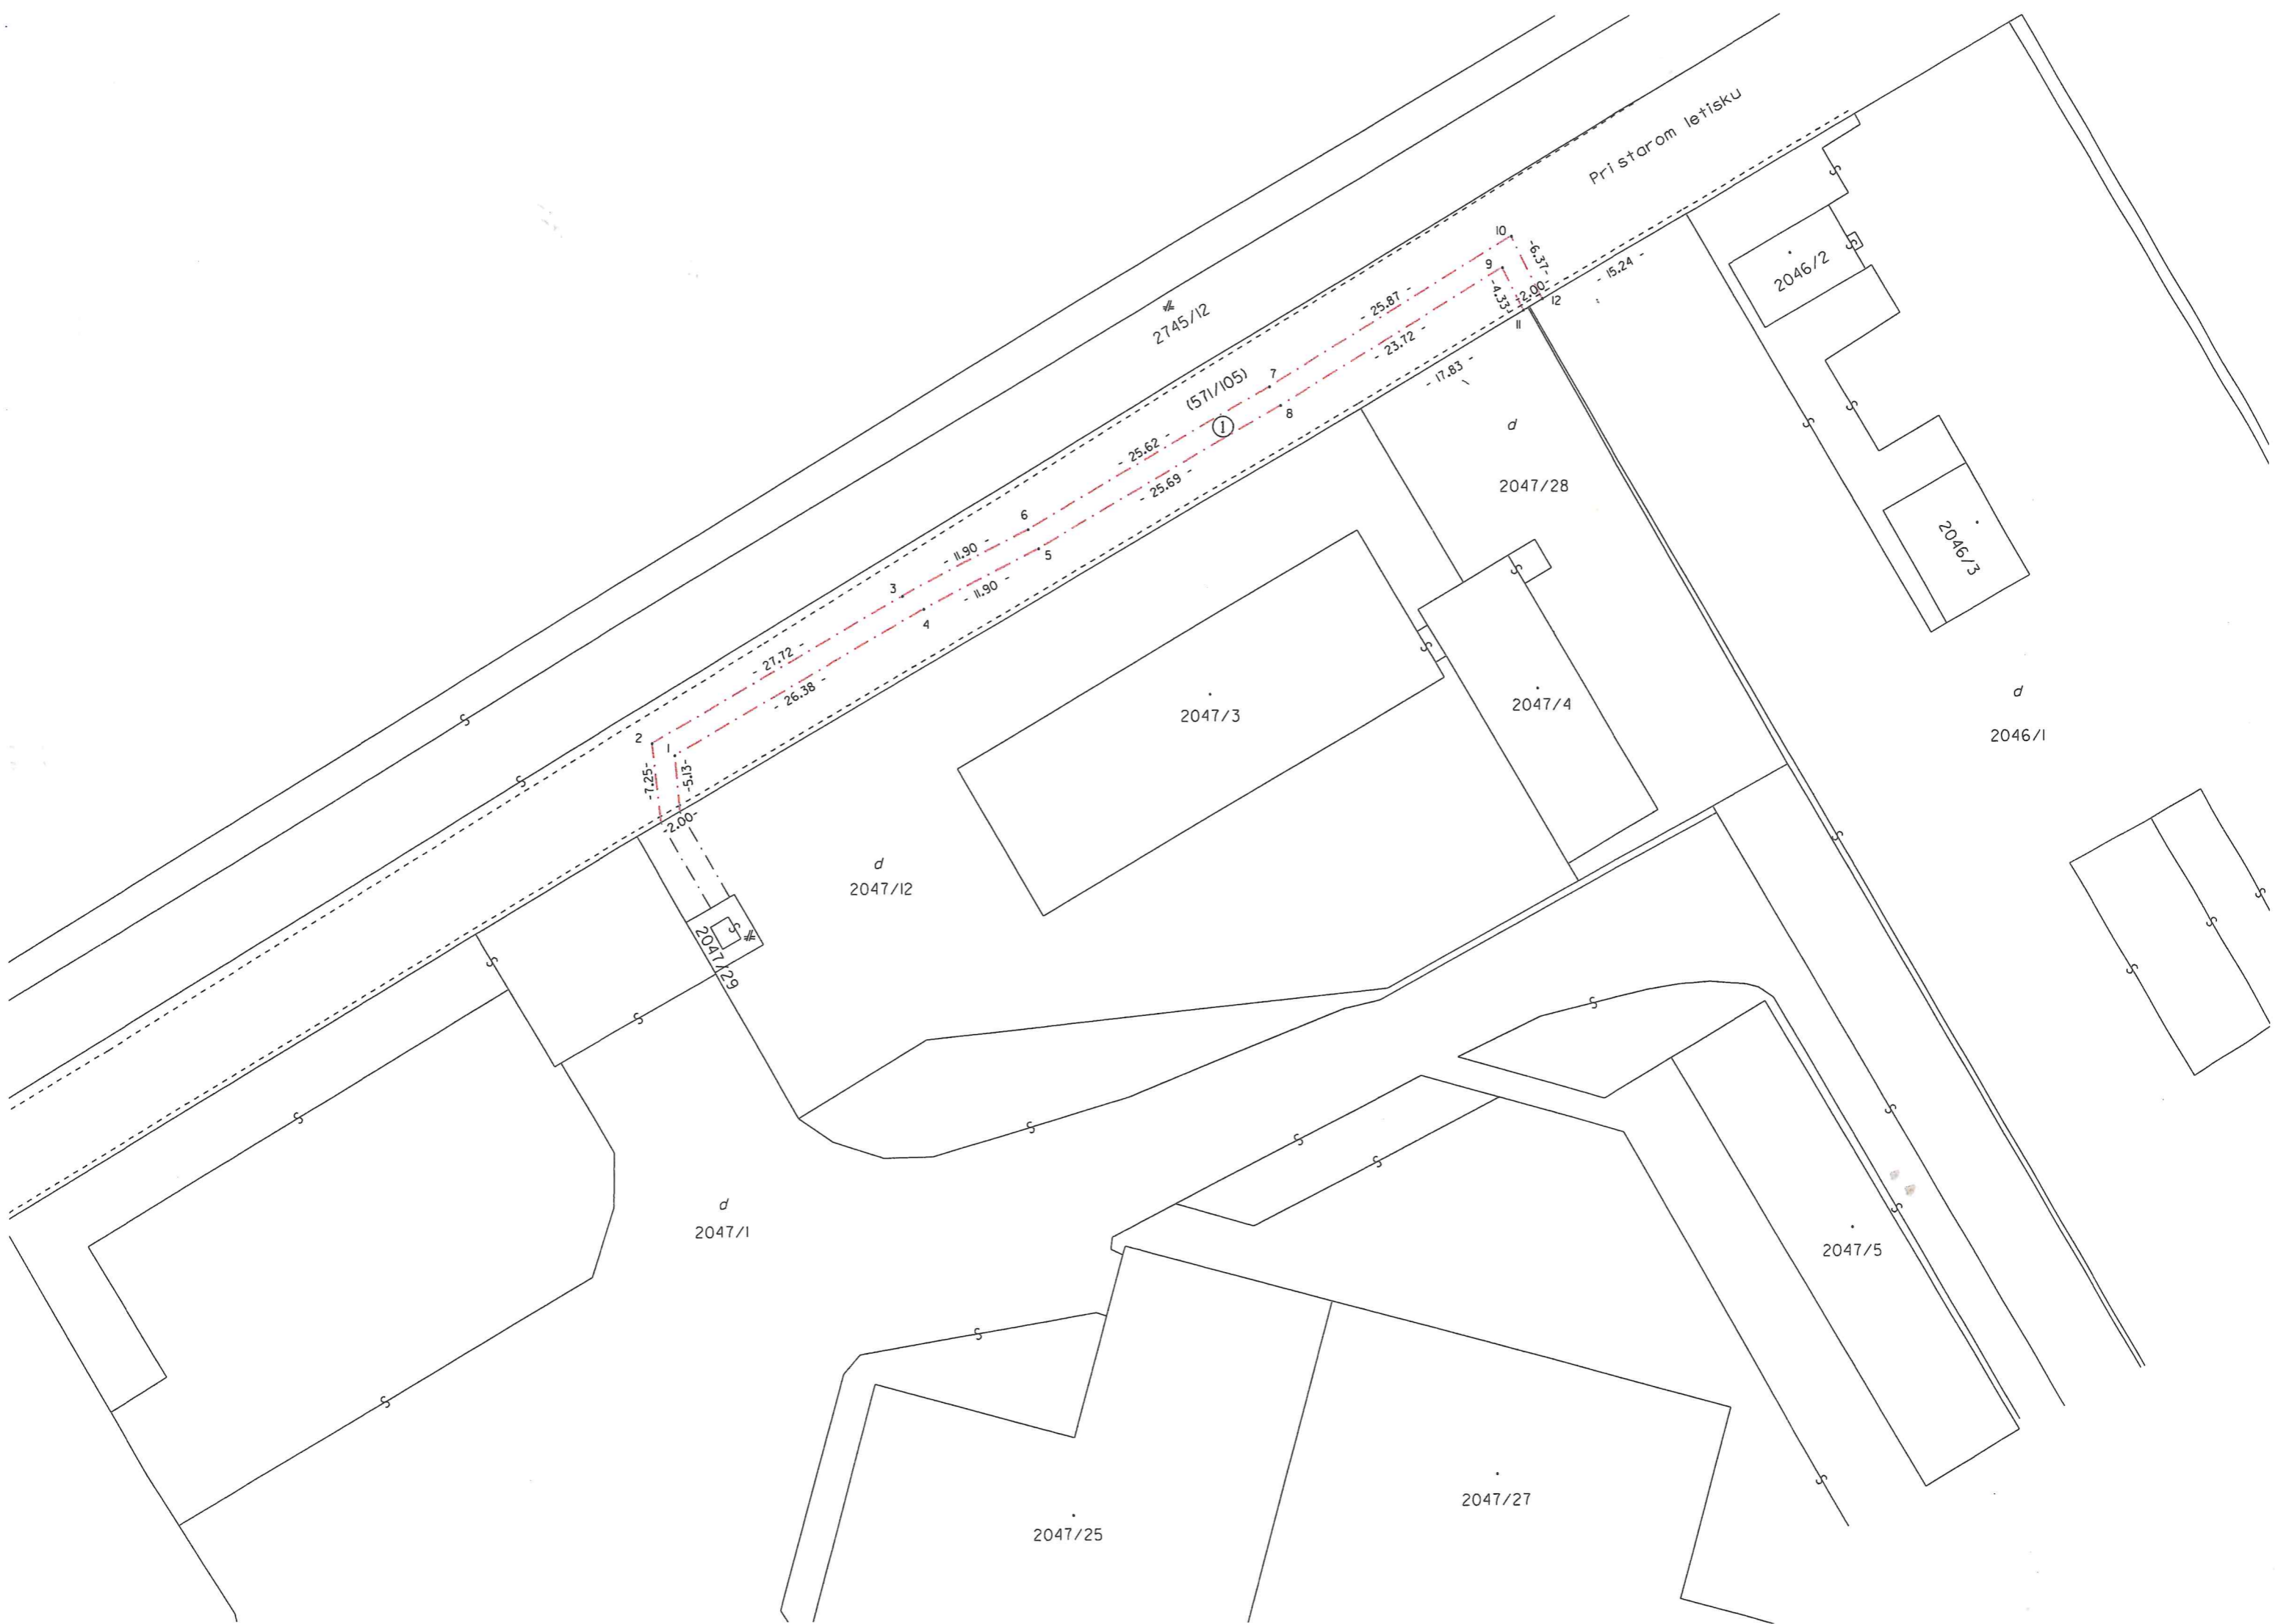 Pri starom letisku
2745/12
(571/105)
1
10
-6.37-
9
-4.33-
-2.00-
12
11
- 15.24 -
- 25.87 -
- 23.72 -
- 17.83 -
7
8
- 25.62 -
- 25.69 -
6
5
- 11.90 -
- 11.90 -
3
4
- 27.72 -
- 26.38 -
2
1
-7.25-
-5.13-
-2.00-
2046/2
2046/3
d
2047/28
d
2046/1
2047/3
2047/4
d
2047/12
2047/29
d
2047/1
2047/5
2047/25
2047/27